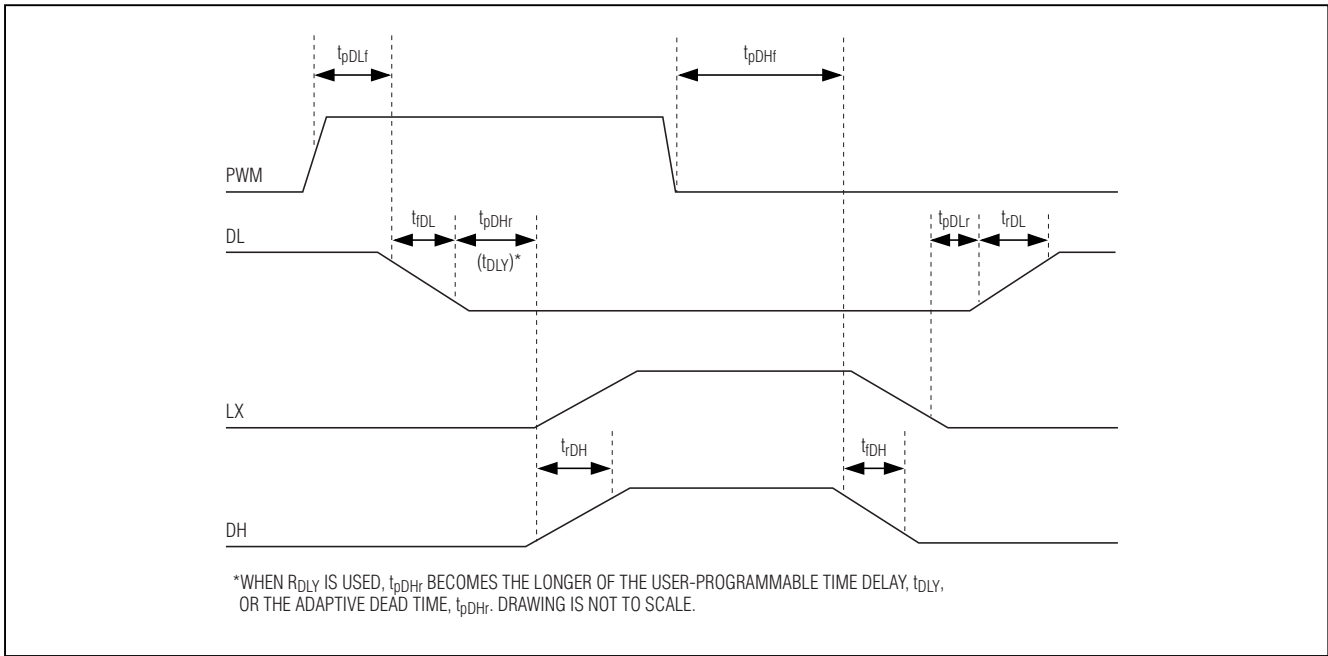 tpDLf
tpDHf
PWM
tfDL
tpDHr
(tDLY)*
tpDLr
trDL
DL
LX
trDH
tfDH
DH
*WHEN RDLY IS USED, tpDHr BECOMES THE LONGER OF THE USER-PROGRAMMABLE TIME DELAY, tDLY,
OR THE ADAPTIVE DEAD TIME, tpDHr. DRAWING IS NOT TO SCALE.